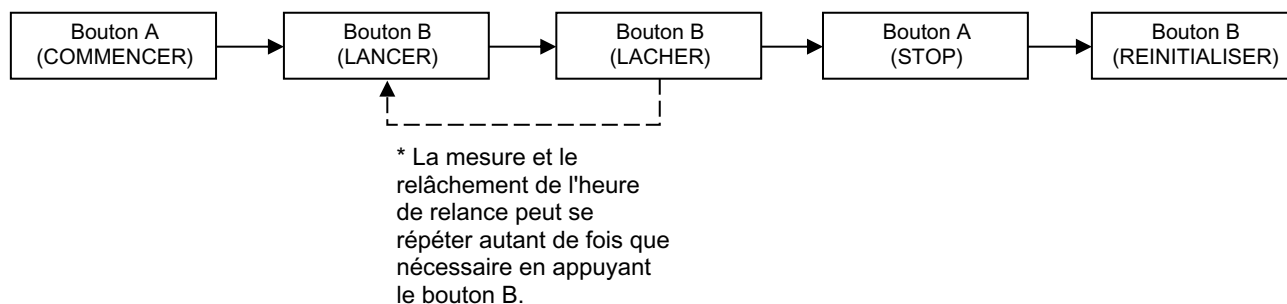 Bouton A
(COMMENCER)
Bouton B
(LANCER)
Bouton B
(LACHER)
Bouton A
(STOP)
Bouton B
(REINITIALISER)
* La mesure et le
relâchement de l'heure
de relance peut se
répéter autant de fois que
nécessaire en appuyant
le bouton B.